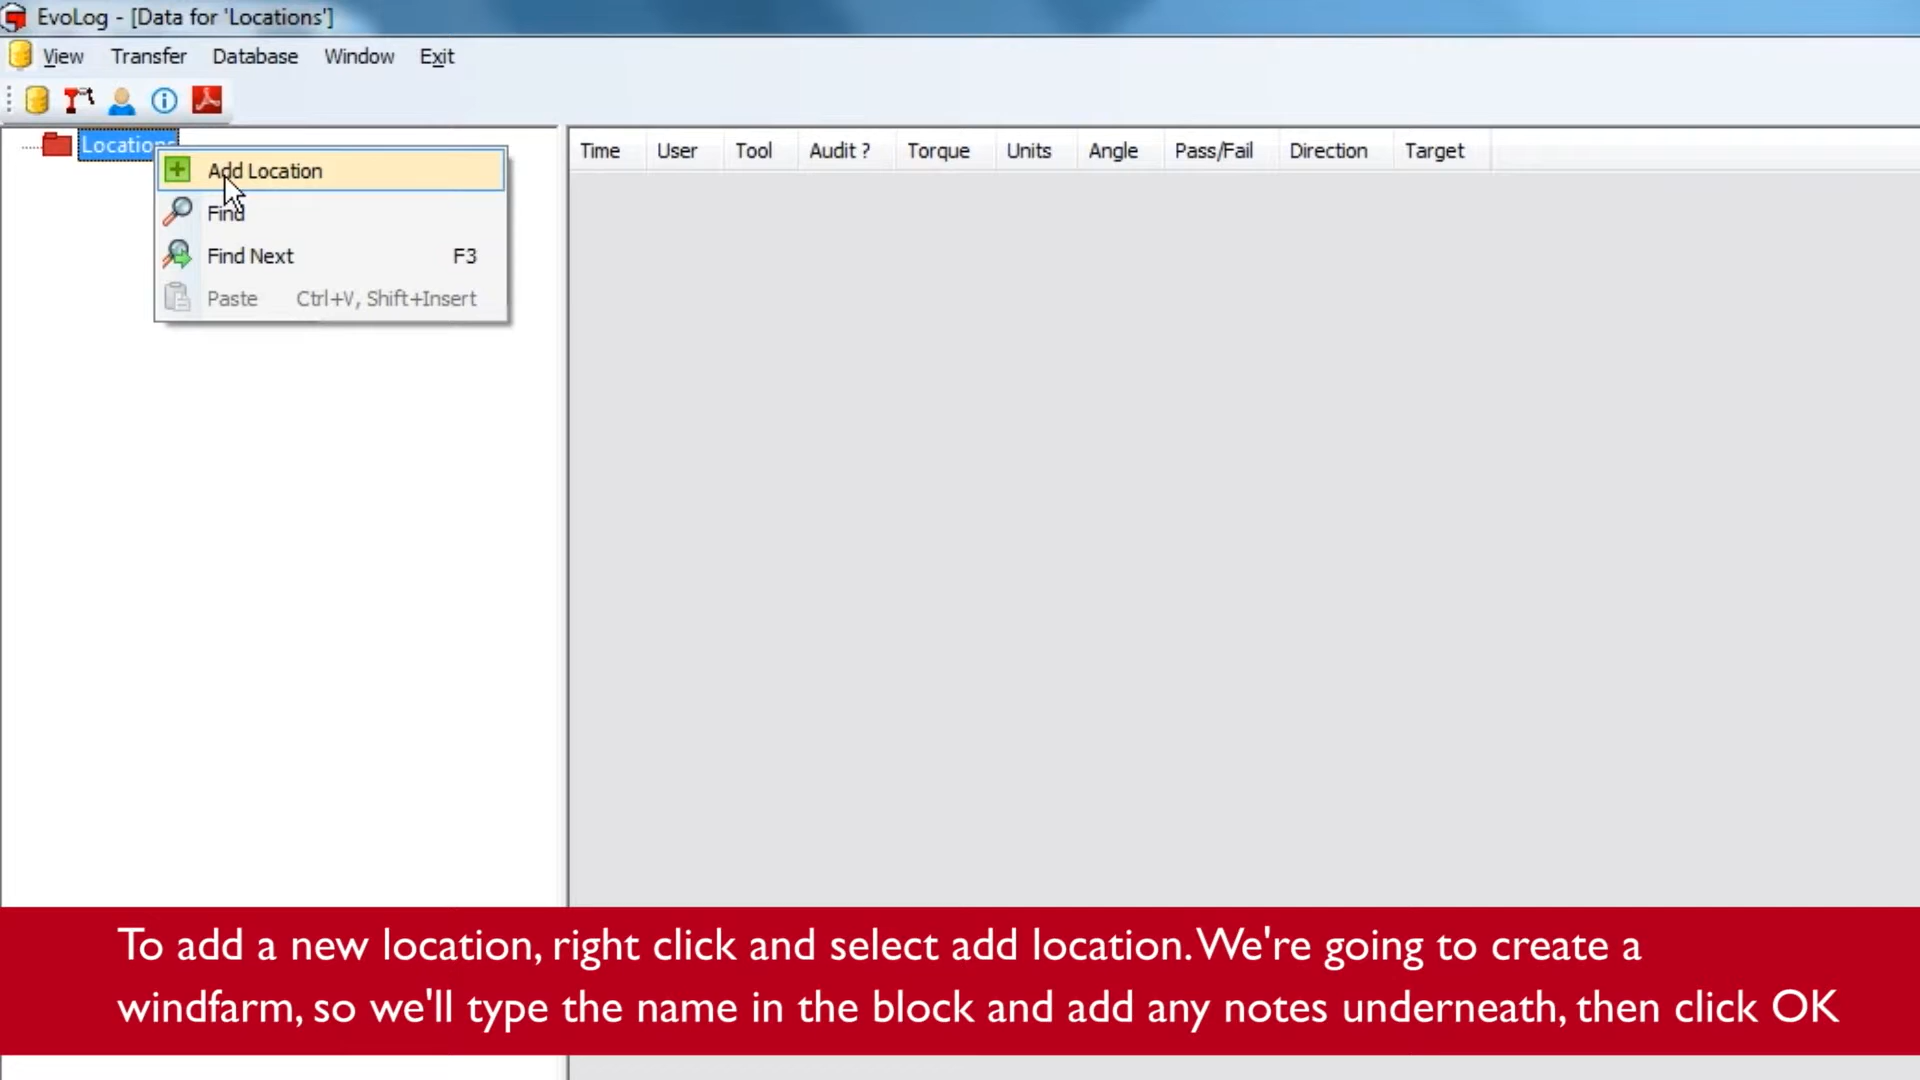 EvoLog - [Data for 'Locations']
View Transfer Database Window Exit
Locations
Add Location
Find
Find Next F3
Paste Ctrl+V, Shift+Insert
Time User Tool Audit ? Torque Units Angle Pass/Fail Direction Target
To add a new location, right click and select add location. We're going to create a
windfarm, so we'll type the name in the block and add any notes underneath, then click OK